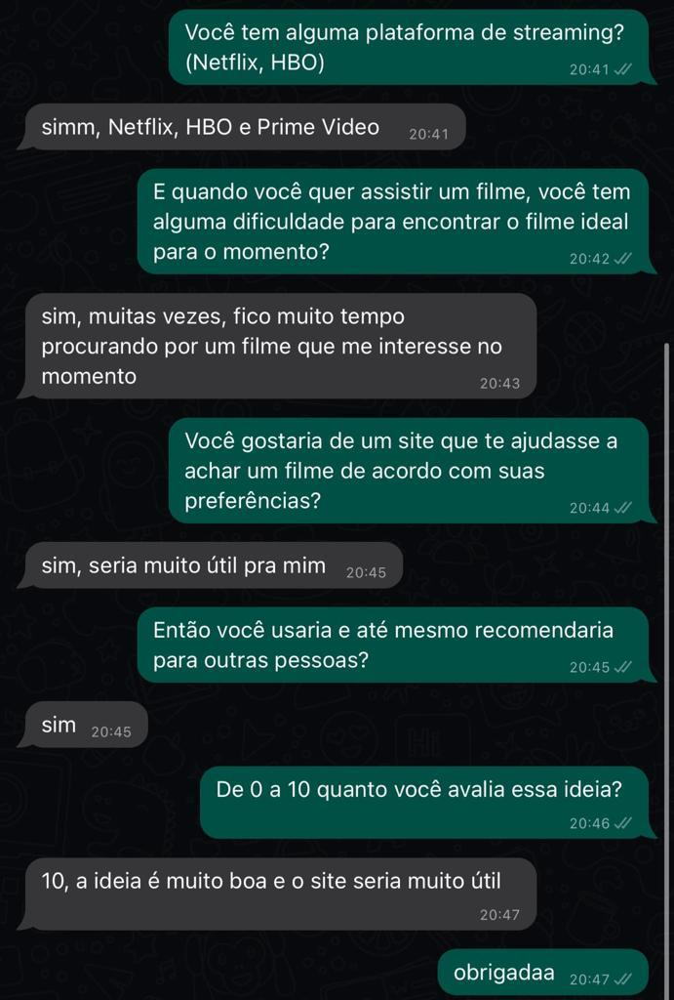 Você tem alguma plataforma de streaming?
(Netflix, HBO)
20:41
simm, Netflix, HBO e Prime Video
20:41
E quando você quer assistir um filme, você tem
alguma dificuldade para encontrar o filme ideal
para o momento?
20:42
sim, muitas vezes, fico muito tempo
procurando por um filme que me interesse no
momento
20:43
Você gostaria de um site que te ajudasse a
achar um filme de acordo com suas
preferências?
20:44
sim, seria muito útil pra mim
20:45
Então você usaria e até mesmo recomendaria
para outras pessoas?
20:45
sim
20:45
De 0 a 10 quanto você avalia essa ideia?
20:46
10, a ideia é muito boa e o site seria muito útil
20:47
obrigadaa
20:47